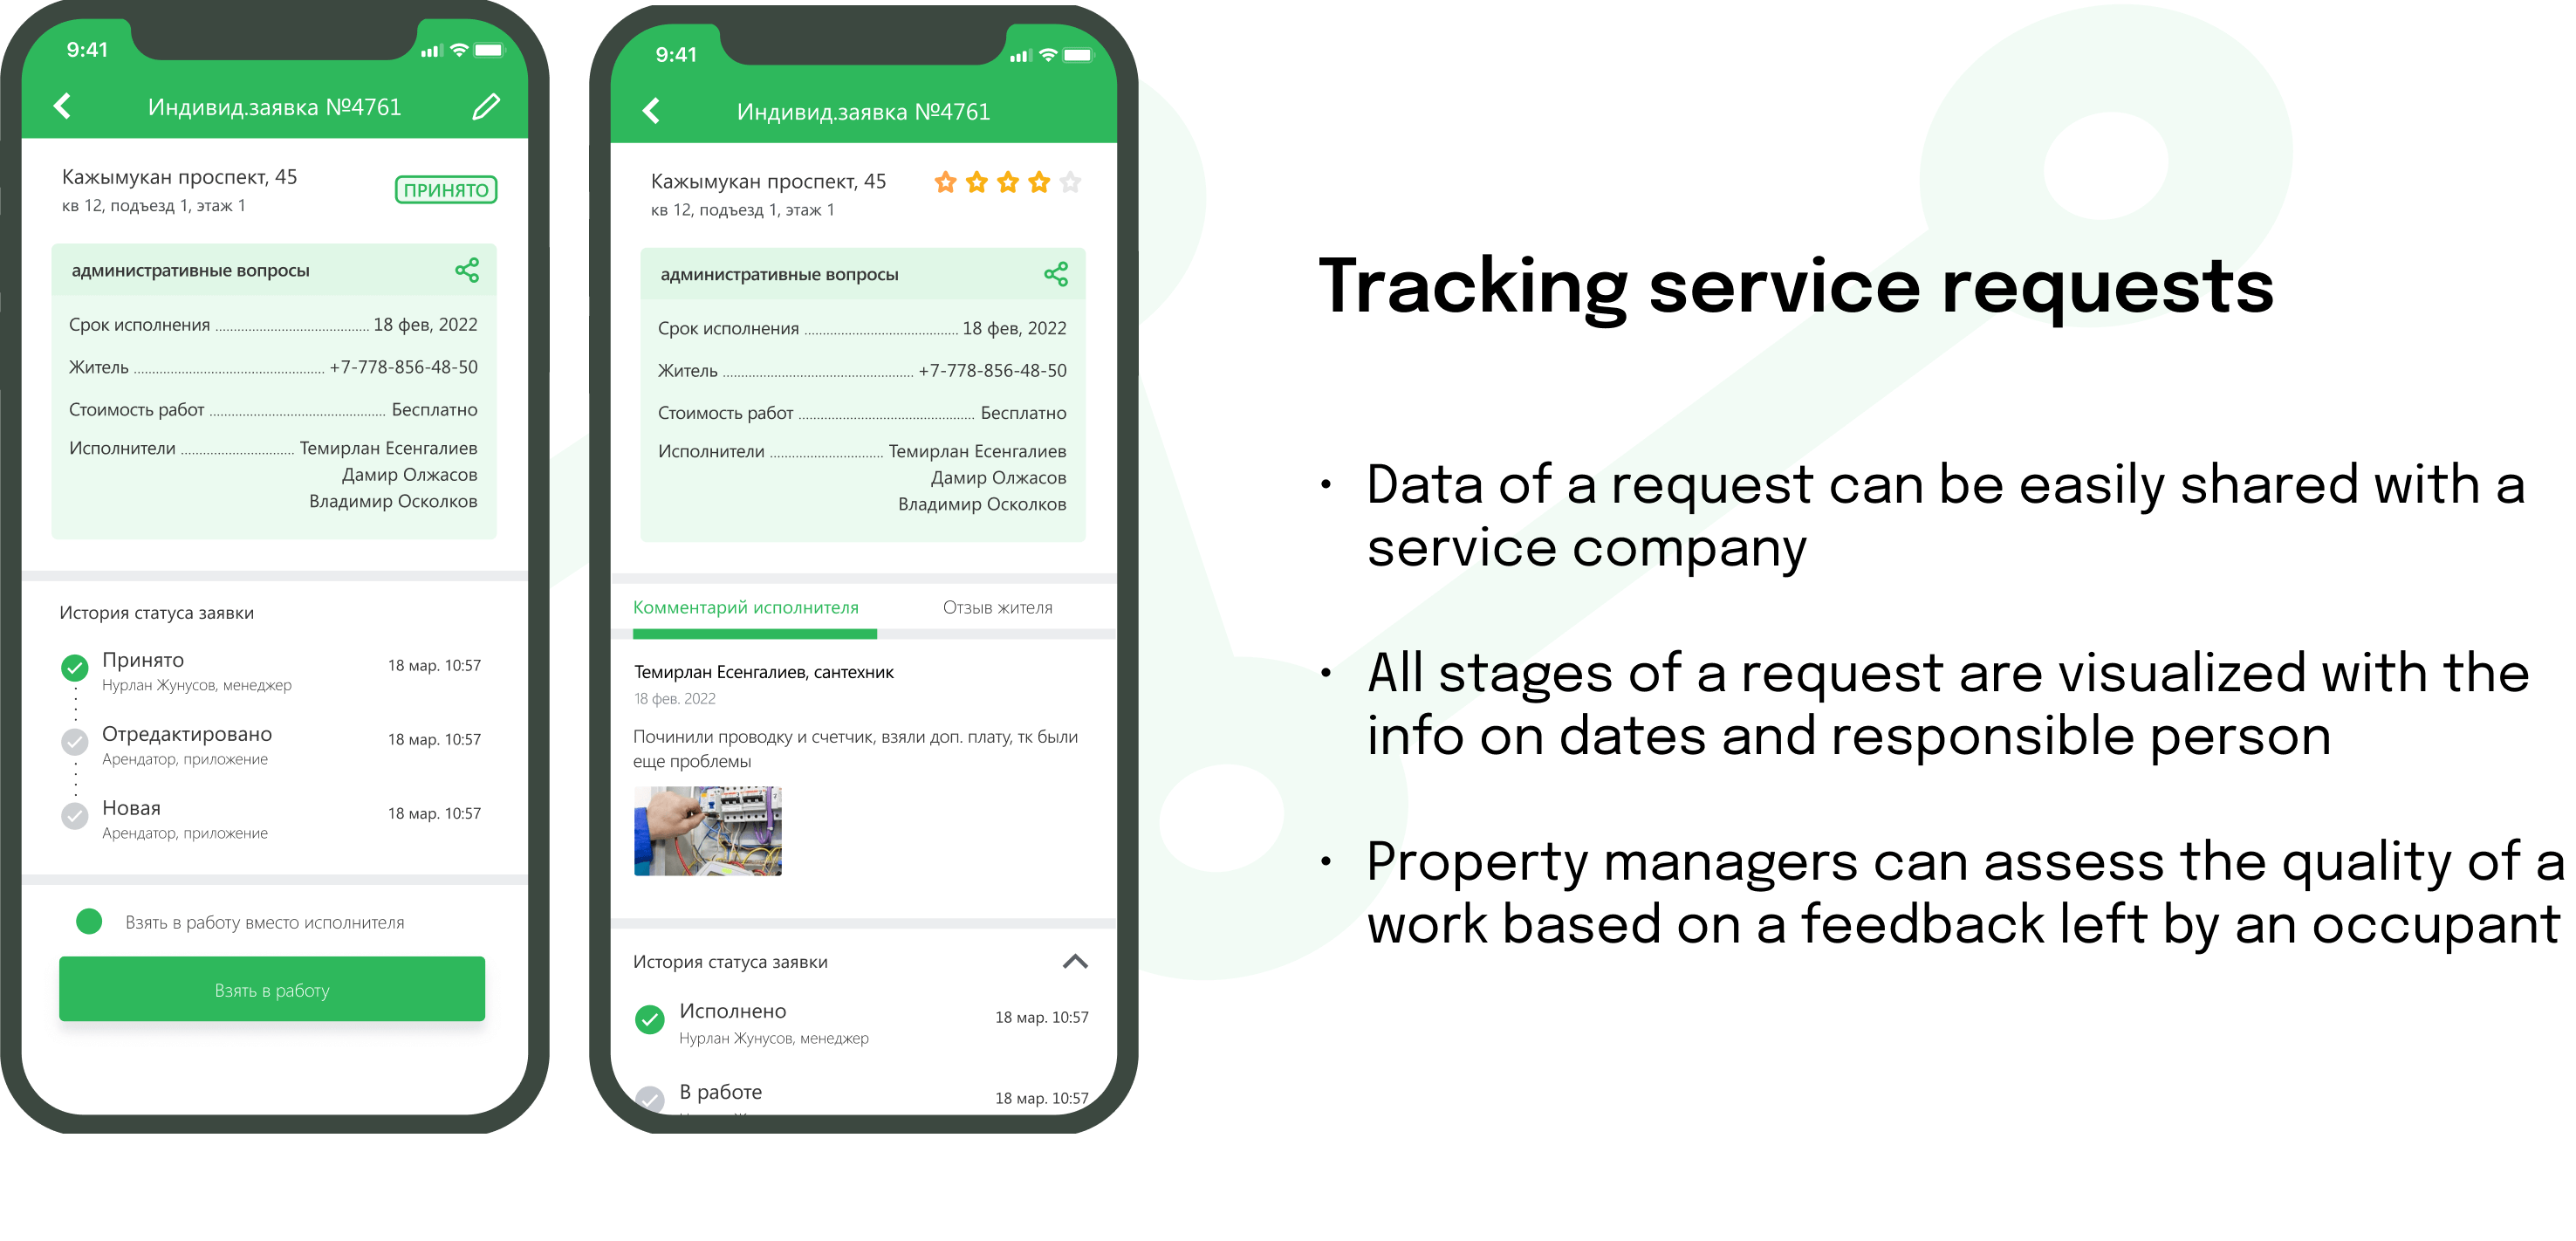 9:41
Индивид.заявка №4761
Кажымукан проспект, 45
кв 12, подъезд 1, этаж 1
ПРИНЯТО
административные вопросы
Срок исполнения 18 фев, 2022
Житель +7-778-856-48-50
Стоимость работ Бесплатно
Исполнители Темирлан Есенгалиев
Дамир Олжасов
Владимир Осколков
История статуса заявки
Принято 18 мар. 10:57
Нурлан Жунусов, менеджер
Отредактировано 18 мар. 10:57
Арендатор, приложение
Новая 18 мар. 10:57
Арендатор, приложение
Взять в работу вместо исполнителя
Взять в работу
9:41
Индивид.заявка №4761
Кажымукан проспект, 45
кв 12, подъезд 1, этаж 1
административные вопросы
Срок исполнения 18 фев, 2022
Житель +7-778-856-48-50
Стоимость работ Бесплатно
Исполнители Темирлан Есенгалиев
Дамир Олжасов
Владимир Осколков
Комментарий исполнителя Отзыв жителя
Темирлан Есенгалиев, сантехник
18 фев. 2022
Починили проводку и счетчик, взяли доп. плату, тк были
еще проблемы
История статуса заявки
Исполнено 18 мар. 10:57
Нурлан Жунусов, менеджер
В работе 18 мар. 10:57
Tracking service requests
• Data of a request can be easily shared with a
service company
• All stages of a request are visualized with the
info on dates and responsible person
• Property managers can assess the quality of a
work based on a feedback left by an occupant